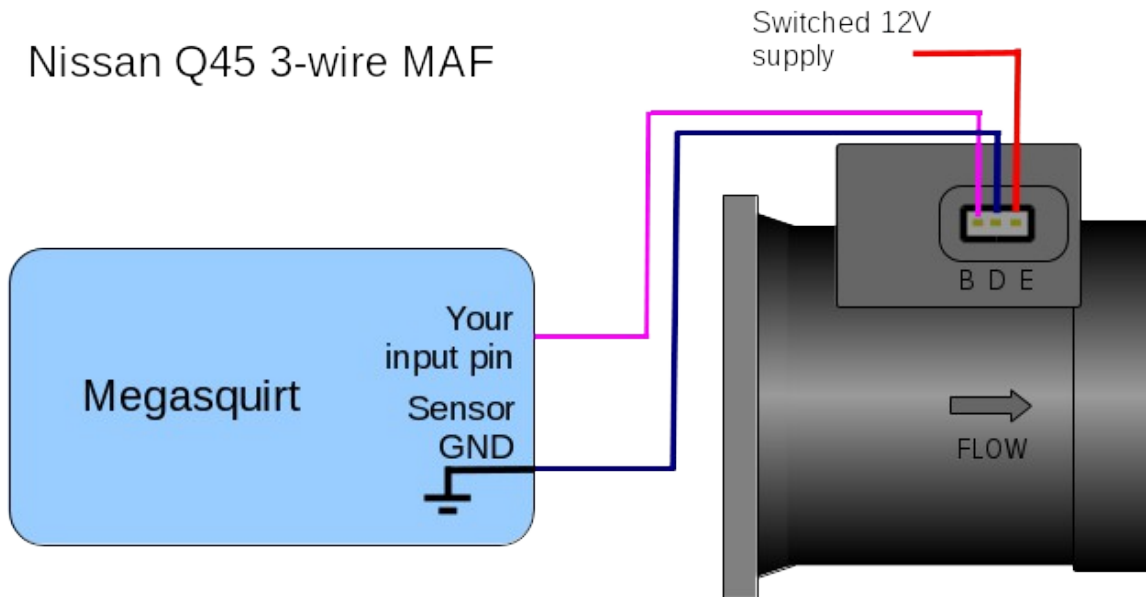 Nissan Q45 3-wire MAF
Switched 12V
supply
B D E
Your
input pin
Megasquirt
Sensor
GND
FLOW